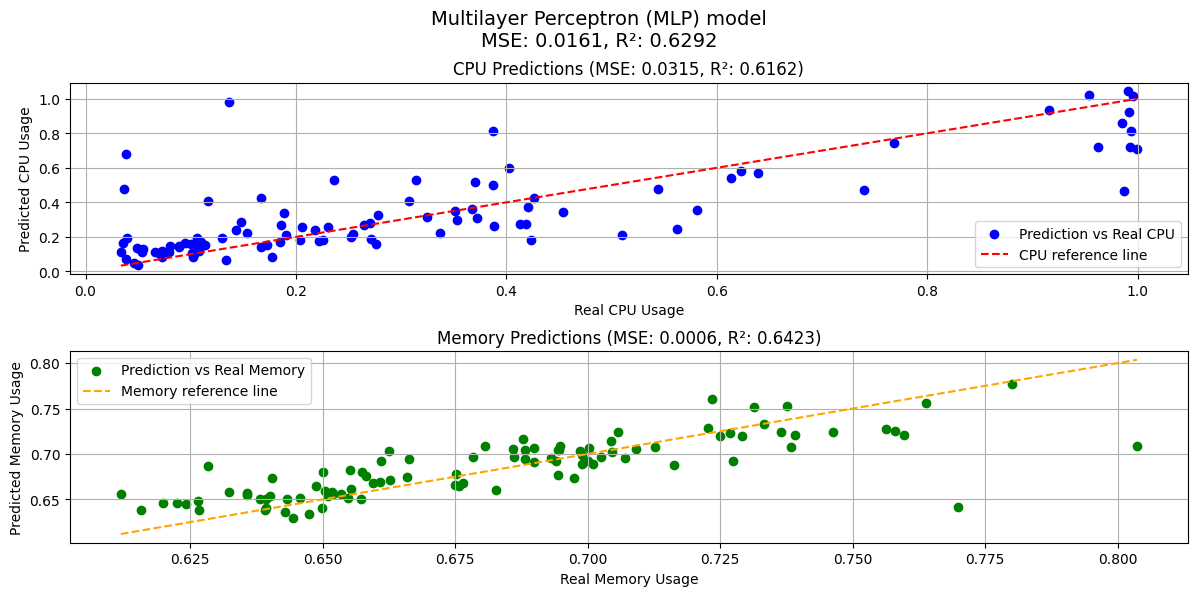 Multilayer Perceptron (MLP) model
MSE: 0.0161, R²: 0.6292
CPU Predictions (MSE: 0.0315, R²: 0.6162)
Predicted CPU Usage
1.0
0.8
0.6
0.4
0.2
0.0
Prediction vs Real CPU
CPU reference line
0.0 0.2 0.4 0.6 0.8 1.0
Real CPU Usage
Memory Predictions (MSE: 0.0006, R²: 0.6423)
Predicted Memory Usage
0.80
0.75
0.70
0.65
Prediction vs Real Memory
Memory reference line
0.625 0.650 0.675 0.700 0.725 0.750 0.775 0.800
Real Memory Usage